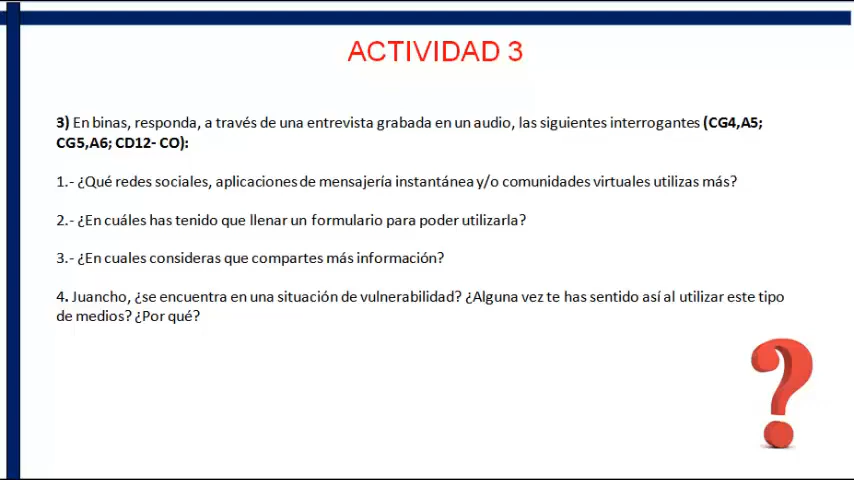 ACTIVIDAD 3
3) En binas, responda, a través de una entrevista grabada en un audio, las siguientes interrogantes (CG4,A5;
CG5,A6; CD12- CO):
1.- ¿Qué redes sociales, aplicaciones de mensajería instantánea y/o comunidades virtuales utilizas más?
2.- ¿En cuáles has tenido que llenar un formulario para poder utilizarla?
3.- ¿En cuales consideras que compartes más información?
4. Juancho, ¿se encuentra en una situación de vulnerabilidad? ¿Alguna vez te has sentido así al utilizar este tipo
de medios? ¿Por qué?